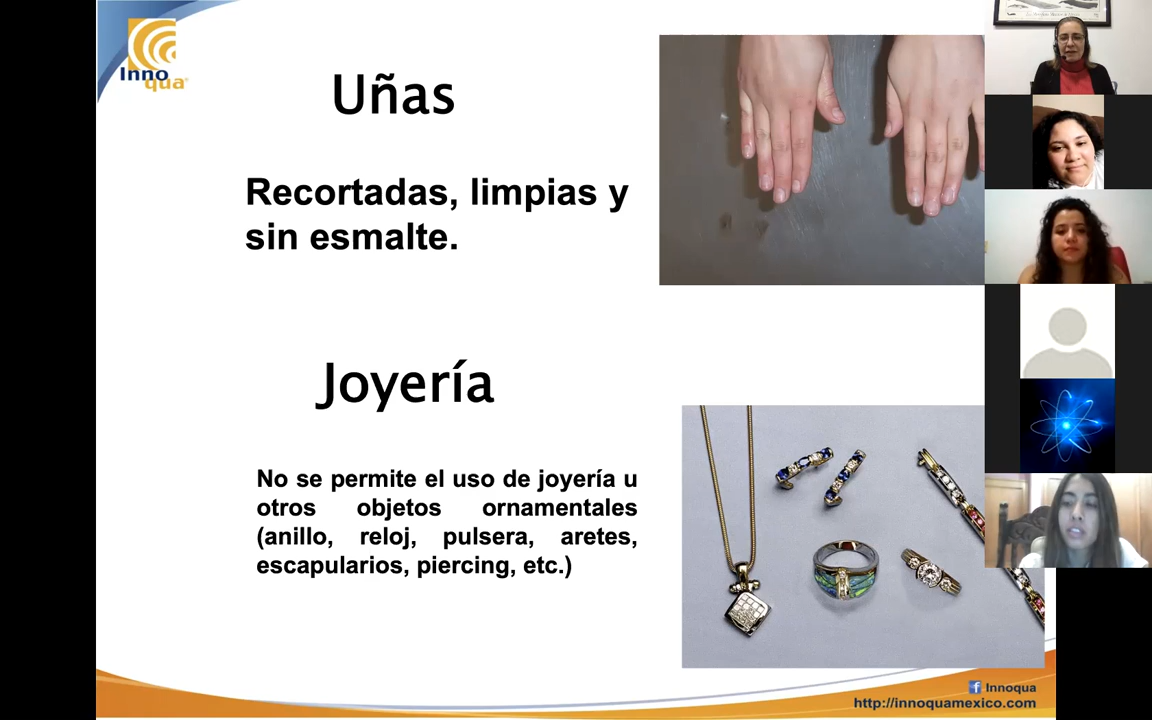 Inno
qua®
Uñas
Recortadas, limpias y
sin esmalte.
Joyería
No se permite el uso de joyería u
otros objetos ornamentales
(anillo, reloj, pulsera, aretes,
escapularios, piercing, etc.)
f Innoqua
http://innoquamexico.com